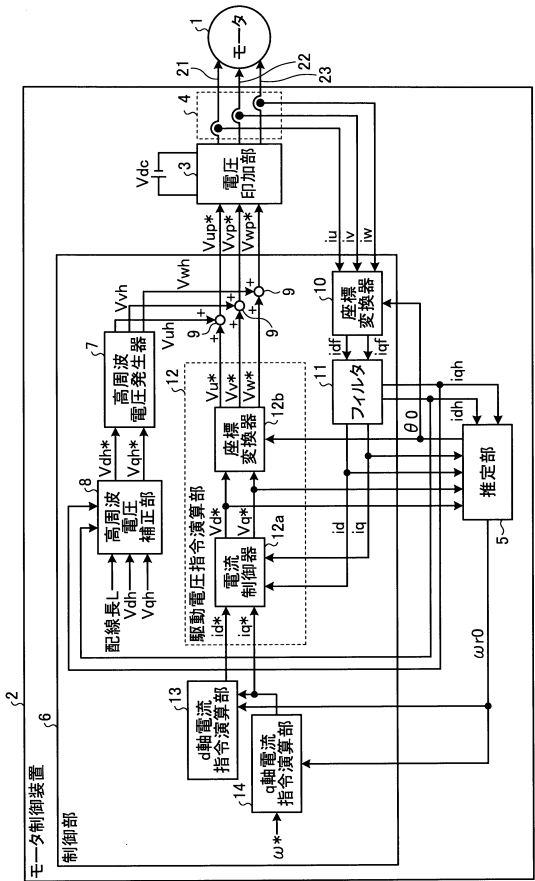 2
モータ制御装置
6
制御部
ω*
14
q軸電流
指令演算部
13
d軸電流
指令演算部
配線長L
Vdh
Vqh
8
高周波
電圧
補正部
Vdh*
Vqh*
7
高周波
電圧発生器
Vuh
Vvh
Vwh
id*
iq*
駆動電圧指令演算部
12
電流
制御器
12a
Vd*
Vq*
座標
変換器
12b
Vu*
Vv*
Vw*
+
+
+
+
+
+
9
9
9
Vup*
Vvp*
Vwp*
Vdc
3
電圧
印加部
4
21
22
23
1
モータ
iu
iv
iw
10
座標
変換器
idf
iqf
11
フィルタ
id
iq
θ0
idh
iqh
推定部
5
ωr0